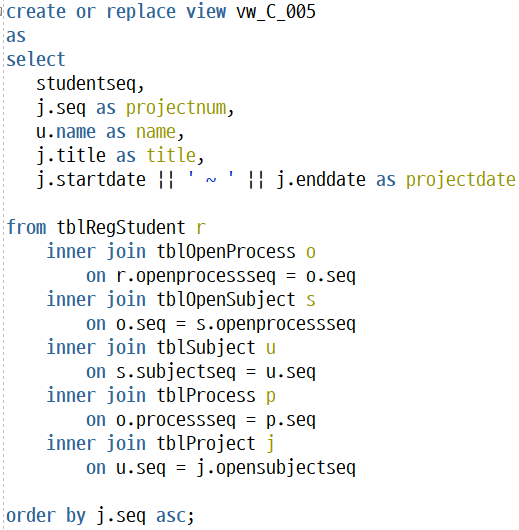 create or replace view vw_C_005
as
select
studentseq,
j.seq as projectnum,
u.name as name,
j.title as title,
j.startdate || ' ~ ' || j.enddate as projectdate
from tblRegStudent r
inner join tblOpenProcess o
on r.openprocessseq = o.seq
inner join tblOpenSubject s
on o.seq = s.openprocessseq
inner join tblSubject u
on s.subjectseq = u.seq
inner join tblProcess p
on o.processseq = p.seq
inner join tblProject j
on u.seq = j.opensubjectseq
order by j.seq asc;